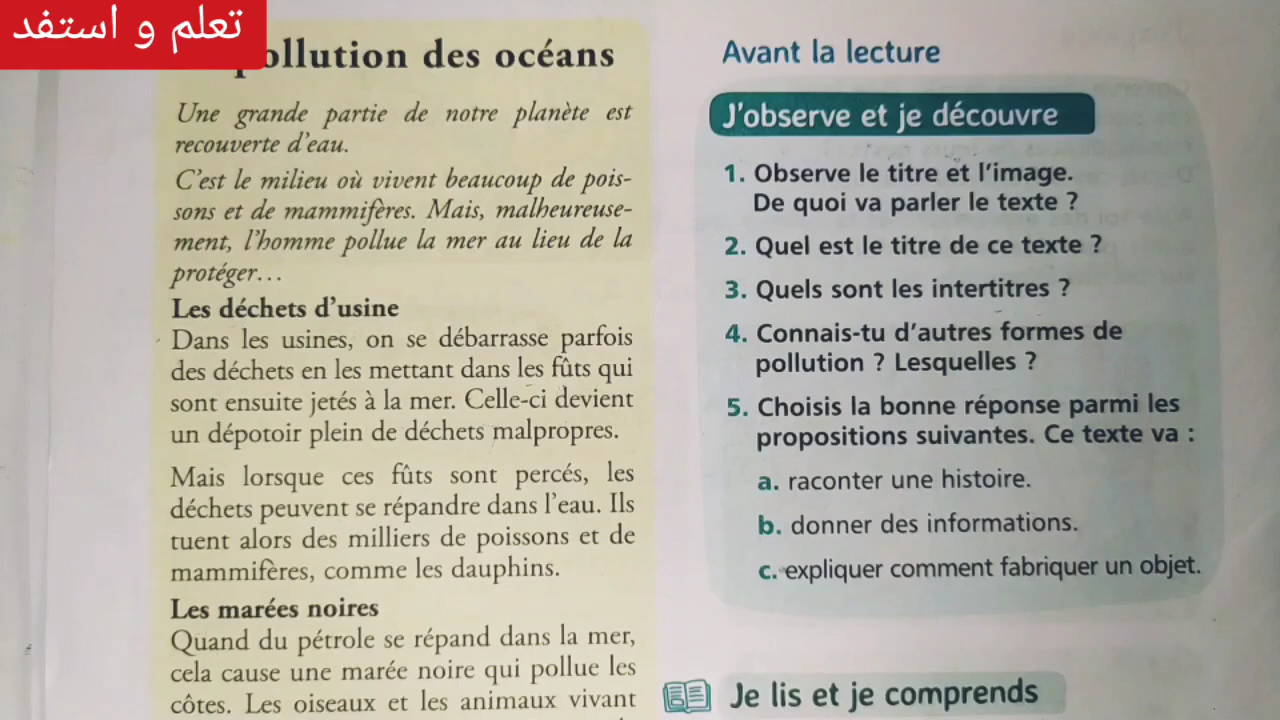 تعلم و استفد
pollution des océans
Une grande partie de notre planète est
recouverte d'eau.
C'est le milieu où vivent beaucoup de pois-
sons et de mammifères. Mais, malheureuse-
ment, l'homme pollue la mer au lieu de la
protéger...
Les déchets d'usine
Dans les usines, on se débarrasse parfois
des déchets en les mettant dans les fûts qui
sont ensuite jetés à la mer. Celle-ci devient
un dépotoir plein de déchets malpropres.
Mais lorsque ces fûts sont percés, les
déchets peuvent se répandre dans l'eau. Ils
tuent alors des milliers de poissons et de
mammifères, comme les dauphins.
Les marées noires
Quand du pétrole se répand dans la mer,
cela cause une marée noire qui pollue les
côtes. Les oiseaux et les animaux vivant
Avant la lecture
J'observe et je découvre
1. Observe le titre et l'image.
De quoi va parler le texte ?
2. Quel est le titre de ce texte ?
3. Quels sont les intertitres ?
4. Connais-tu d'autres formes de
pollution ? Lesquelles ?
5. Choisis la bonne réponse parmi les
propositions suivantes. Ce texte va :
a. raconter une histoire.
b. donner des informations.
c. expliquer comment fabriquer un objet.
Je lis et je comprends